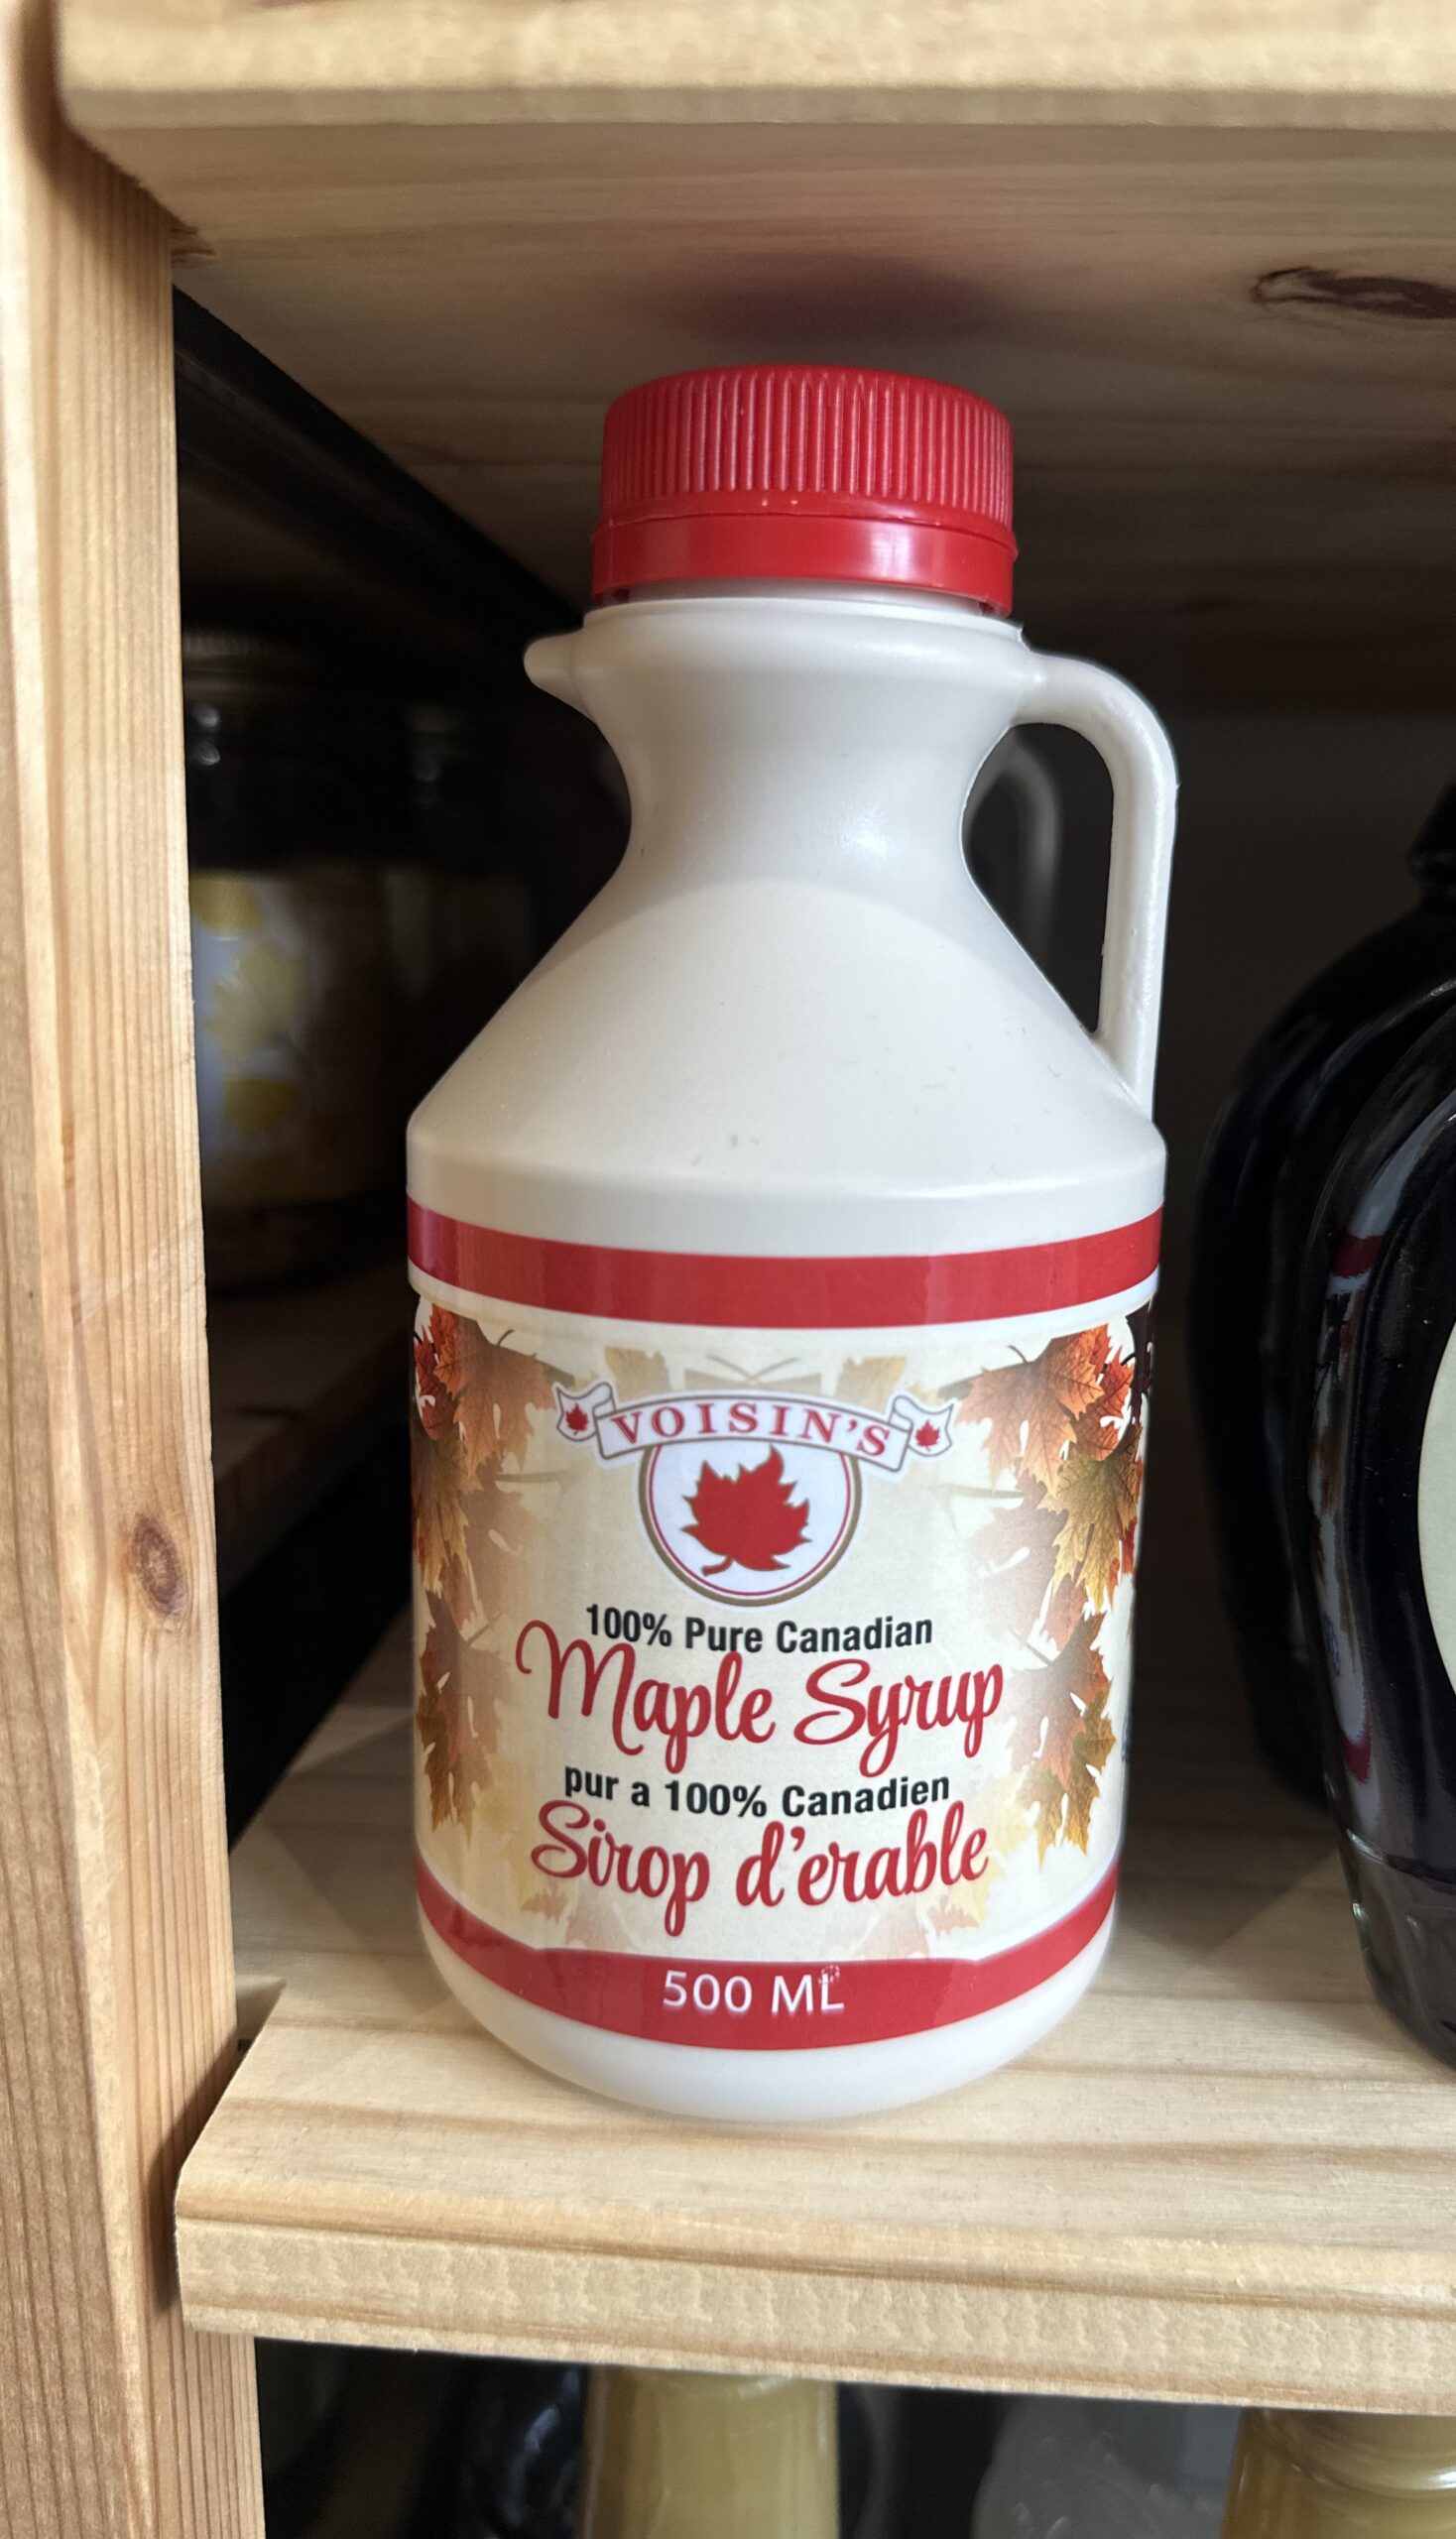 VOISIN'S
100% Pure Canadian
Maple Syrup
pur a 100% Canadien
Sirop d'erable
500 ML